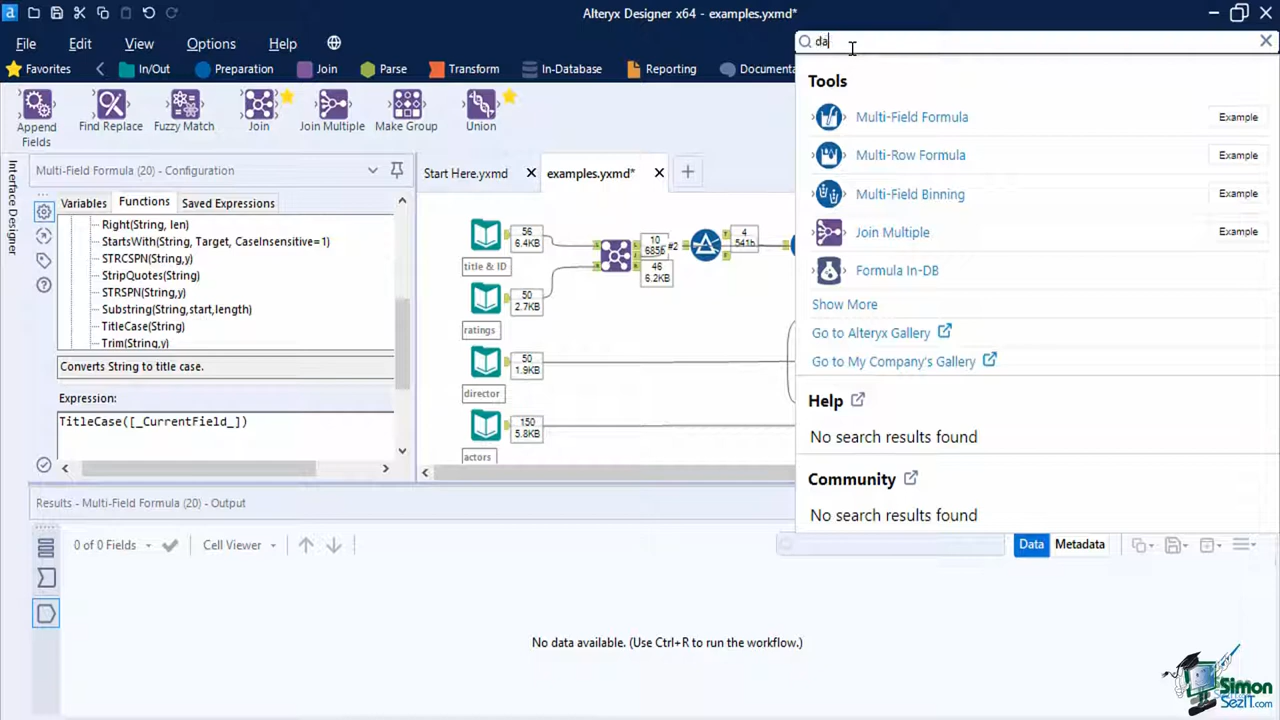 a
Alteryx Designer x64 - examples.yxmd*
File Edit View Options Help
da
Favorites In/Out Preparation Join Parse Transform In-Database Reporting Documenta
Append Fields Find Replace Fuzzy Match Join Join Multiple Make Group Union
Interface Designer
Multi-Field Formula (20) - Configuration
Variables Functions Saved Expressions
Right(String, len)
StartsWith(String, Target, CaseInsensitive=1)
STRCSPN(String,y)
StripQuotes(String)
STRSPN(String,y)
Substring(String,start,length)
TitleCase(String)
Trim(String,y)
Converts String to title case.
Expression:
TitleCase([_CurrentField_])
Start Here.yxmd examples.yxmd*
56
6.4KB
title & ID
50
2.7KB
ratings
50
1.9KB
director
150
5.8KB
actors
10
685b
#2
46
6.2KB
4
541b
Tools
Multi-Field Formula Example
Multi-Row Formula Example
Multi-Field Binning Example
Join Multiple Example
Formula In-DB
Show More
Go to Alteryx Gallery
Go to My Company's Gallery
Help
No search results found
Community
No search results found
Results - Multi-Field Formula (20) - Output
0 of 0 Fields Cell Viewer Data Metadata
No data available. (Use Ctrl+R to run the workflow.)
Simon
SezIT.com